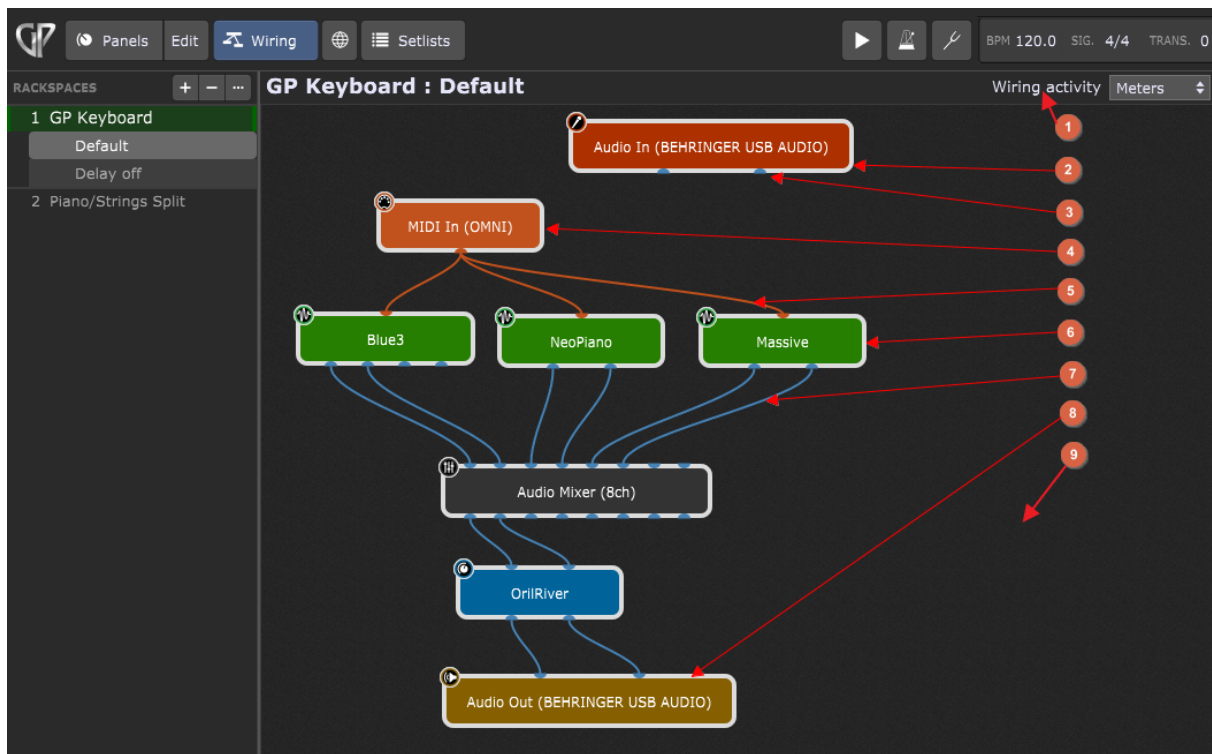 GP Panels Edit Wiring Setlists BPM 120.0 SIG. 4/4 TRANS. 0
RACKSPACES + − ... GP Keyboard : Default Wiring activity Meters
1 GP Keyboard
Default
Delay off
2 Piano/Strings Split
1
Audio In (BEHRINGER USB AUDIO)
2
3
MIDI In (OMNI)
4
5
Blue3 NeoPiano Massive
6
7
8
9
Audio Mixer (8ch)
OrilRiver
Audio Out (BEHRINGER USB AUDIO)